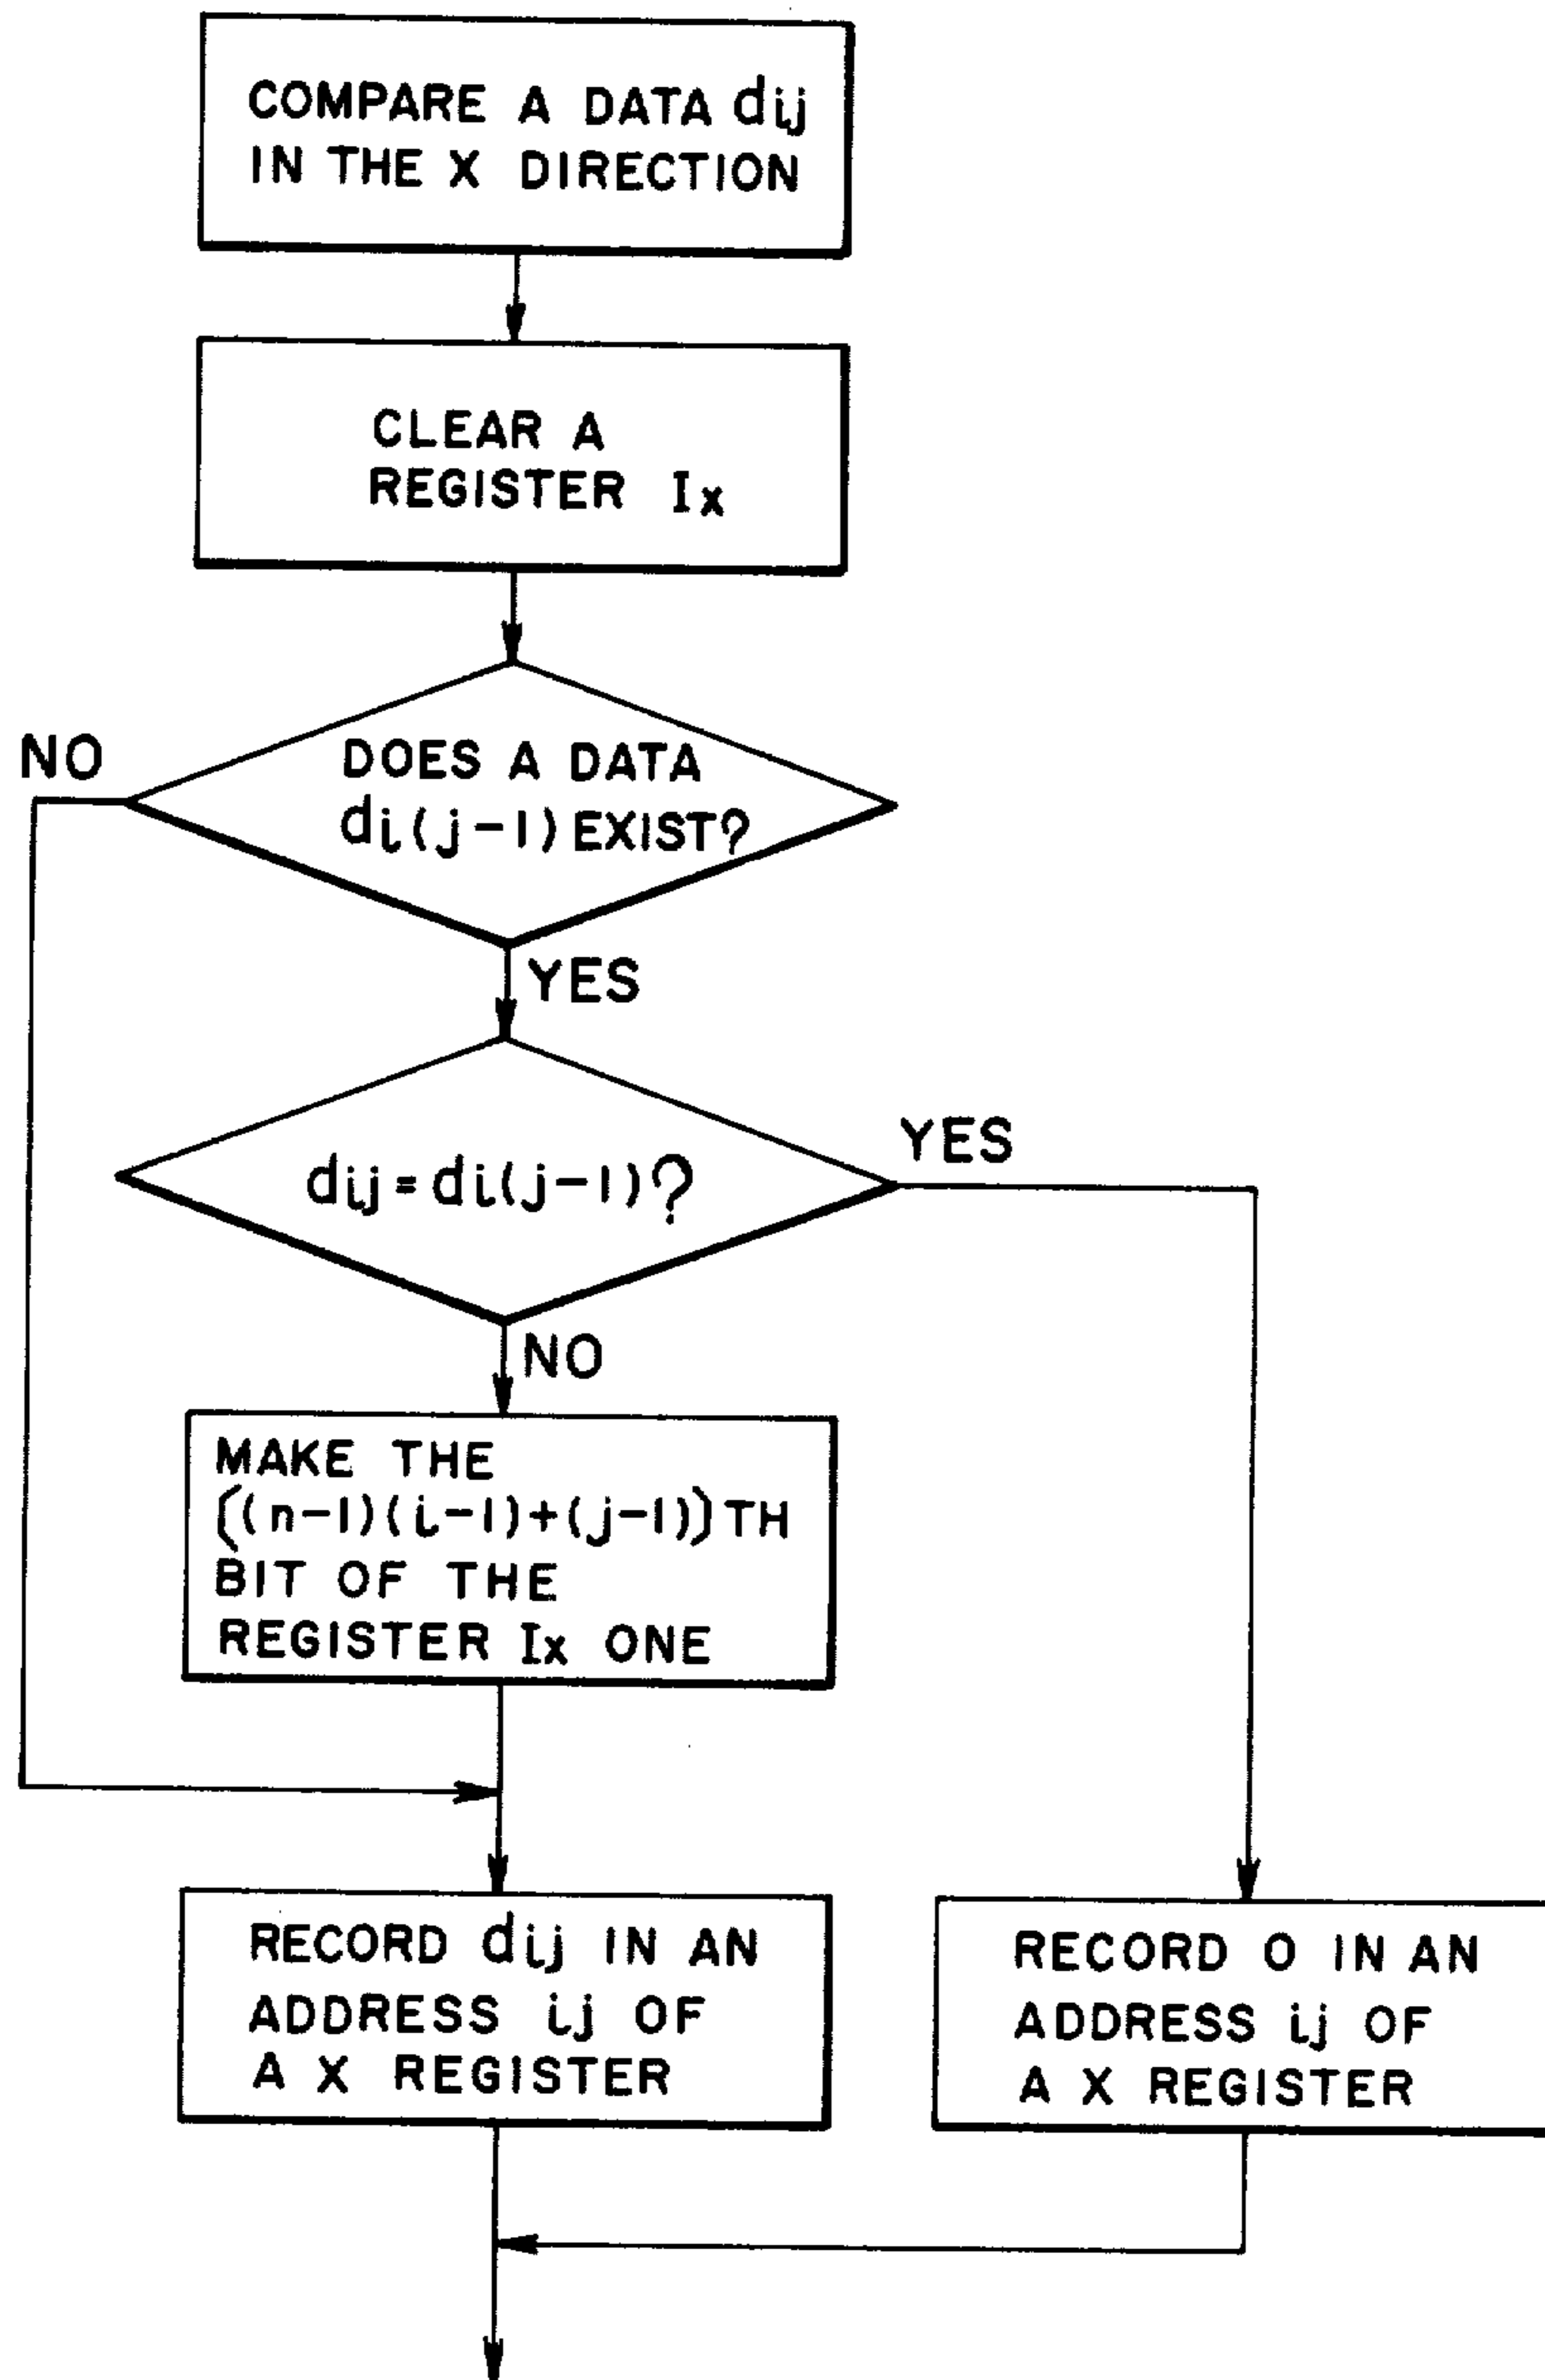 COMPARE A DATA dij
IN THE X DIRECTION
CLEAR A
REGISTER Ix
NO
DOES A DATA
di(j-1) EXIST?
YES
dij = di(j-1)?
YES
NO
MAKE THE
((n-1)(i-1)+(j-1))TH
BIT OF THE
REGISTER Ix ONE
RECORD dij IN AN
ADDRESS ij OF
A X REGISTER
RECORD 0 IN AN
ADDRESS ij OF
A X REGISTER